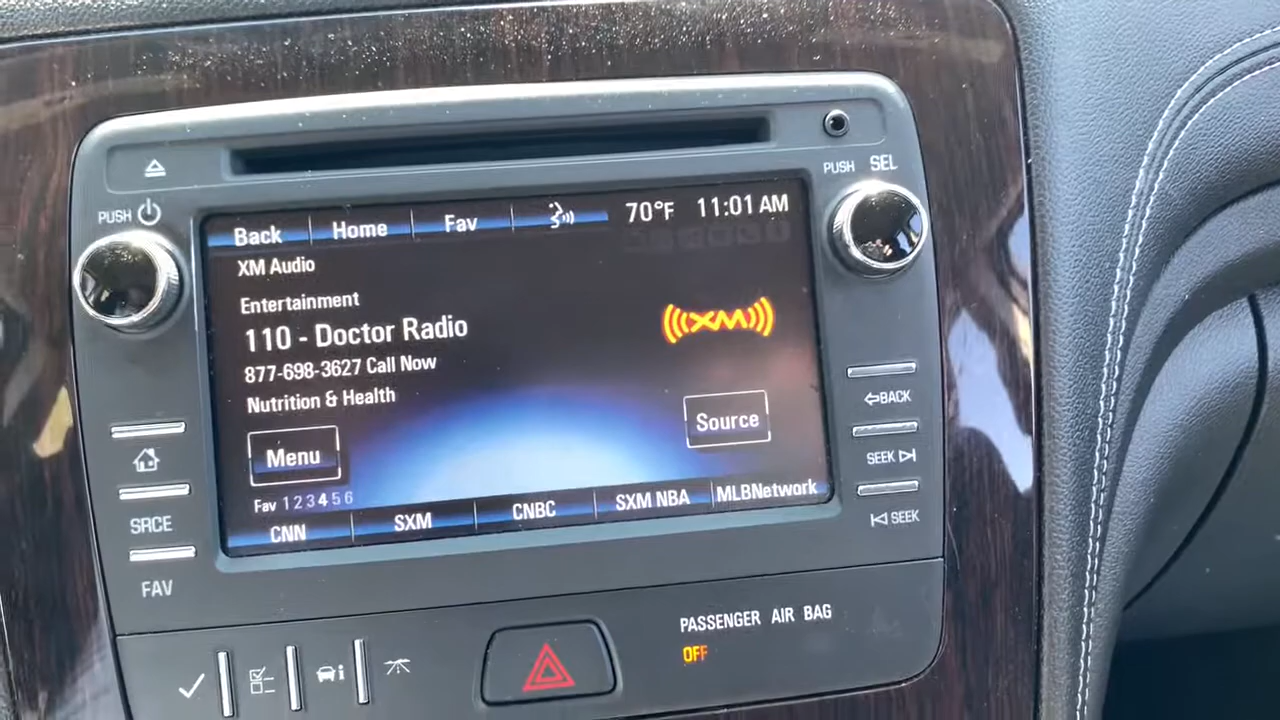 PUSH
PUSH SEL
Back Home Fav 70°F 11:01 AM
XM Audio
Entertainment
110 - Doctor Radio
XM
877-698-3627 Call Now
Nutrition & Health
Menu
Source
Fav 1 2 3 4 5 6
CNN SXM CNBC SXM NBA MLBNetwork
SRCE
FAV
BACK
SEEK
SEEK
PASSENGER AIR BAG
OFF